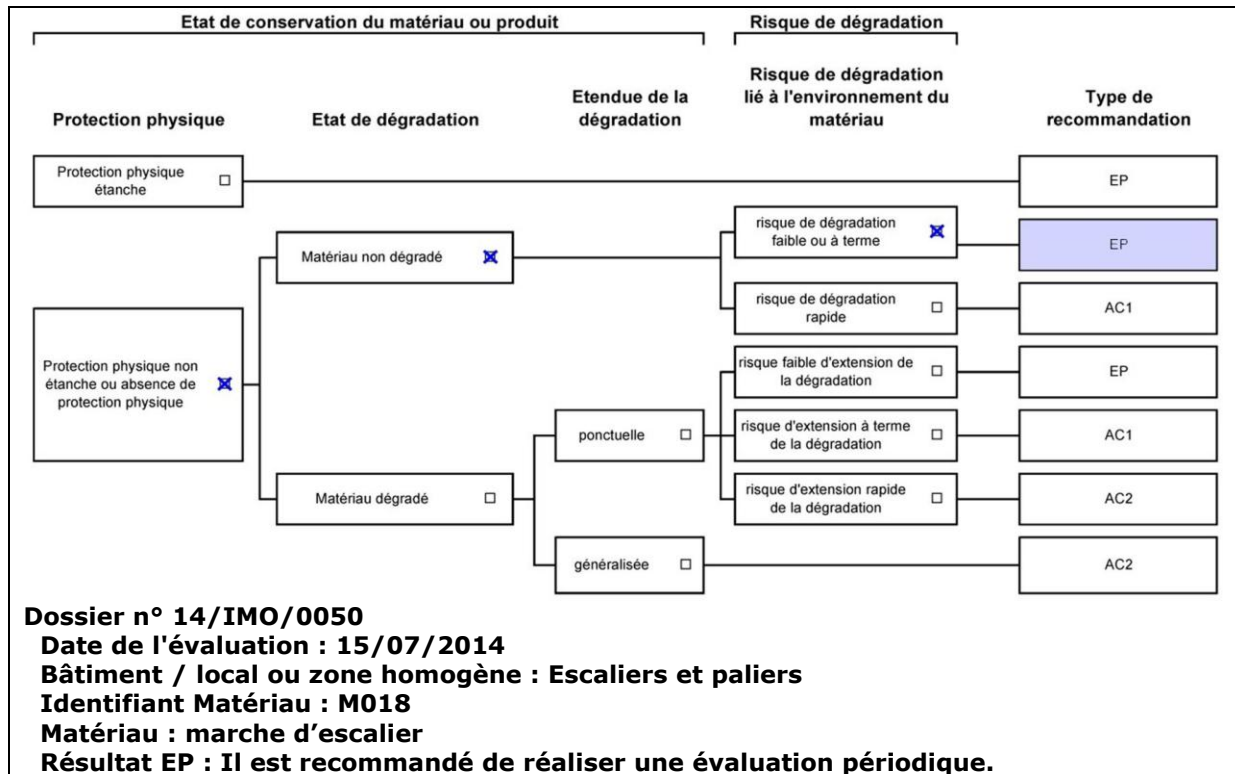 Etat de conservation du matériau ou produit
Risque de dégradation
Protection physique
Etat de dégradation
Etendue de la
dégradation
Risque de dégradation
lié à l'environnement du
matériau
Type de
recommandation
Protection physique
étanche
EP
Matériau non dégradé
risque de dégradation
faible ou à terme
EP
risque de dégradation
rapide
AC1
Protection physique non
étanche ou absence de
protection physique
risque faible d'extension de
la dégradation
EP
ponctuelle
risque d'extension à terme
de la dégradation
AC1
Matériau dégradé
risque d'extension rapide
de la dégradation
AC2
généralisée
AC2
Dossier n° 14/IMO/0050
Date de l'évaluation : 15/07/2014
Bâtiment / local ou zone homogène : Escaliers et paliers
Identifiant Matériau : M018
Matériau : marche d’escalier
Résultat EP : Il est recommandé de réaliser une évaluation périodique.